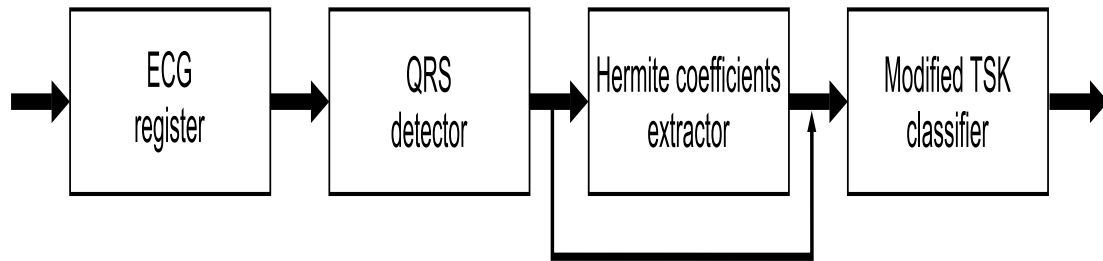 ECG
register
QRS
detector
Hermite coefficients
extractor
Modified TSK
classifier